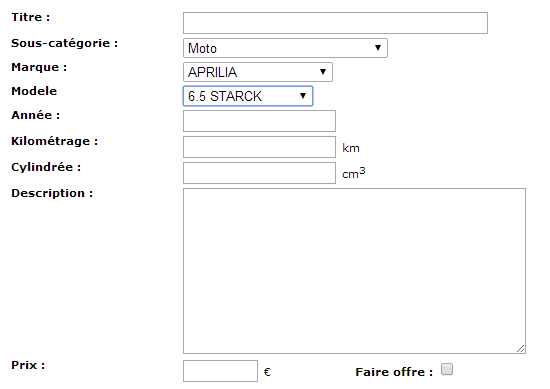 Titre :
Sous-catégorie : Moto
Marque : APRILIA
Modele 6.5 STARCK
Année :
Kilométrage : km
Cylindrée : cm3
Description :
Prix : € Faire offre :